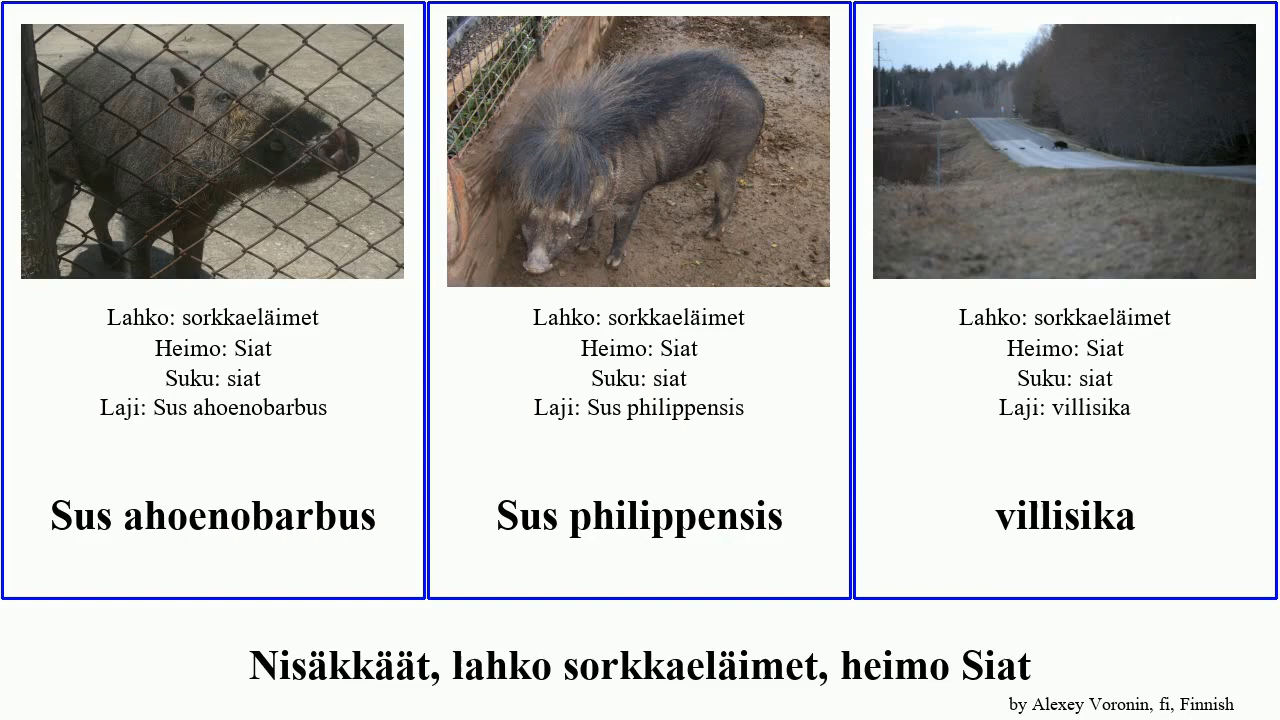 Lahko: sorkkaeläimet
Heimo: Siat
Suku: siat
Laji: Sus ahoenobarbus
Sus ahoenobarbus
Lahko: sorkkaeläimet
Heimo: Siat
Suku: siat
Laji: Sus philippensis
Sus philippensis
Lahko: sorkkaeläimet
Heimo: Siat
Suku: siat
Laji: villisika
villisika
Nisäkkäät, lahko sorkkaeläimet, heimo Siat
by Alexey Voronin, fi, Finnish